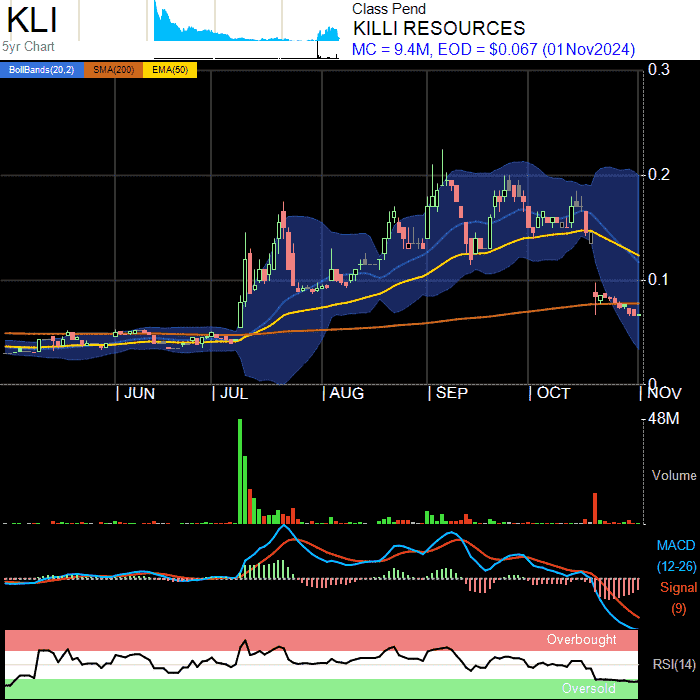 KLI
5yr Chart
Class Pend
KILLI RESOURCES
MC = 9.4M, EOD = $0.067 (01Nov2024)
BollBands(20,2) SMA(200) EMA(50)
0.3
0.2
0.1
0
JUN JUL AUG SEP OCT NOV
48M
Volume
MACD
(12-26)
Signal
(9)
Overbought
RSI(14)
Oversold